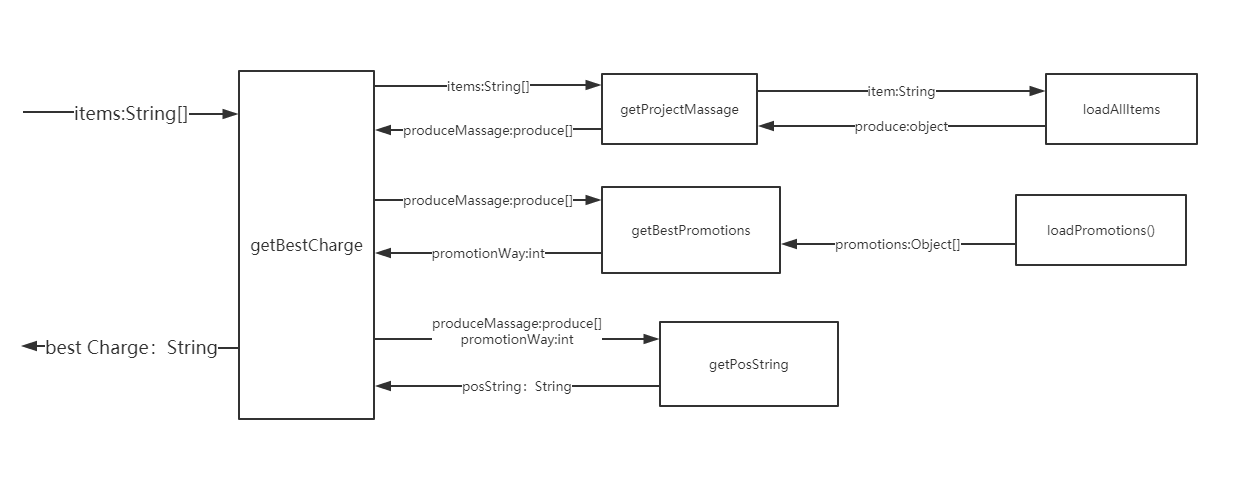 items:String[]
getBestCharge
best Charge：String
items:String[]
produceMassage:produce[]
getProjectMassage
item:String
produce:object
loadAllItems
produceMassage:produce[]
promotionWay:int
getBestPromotions
promotions:Object[]
loadPromotions()
produceMassage:produce[]
promotionWay:int
posString：String
getPosString